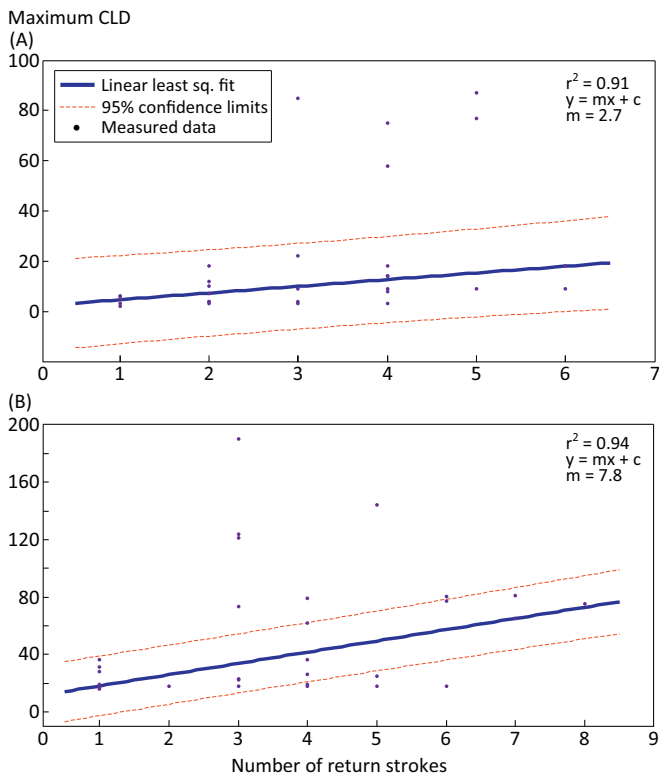 Maximum CLD
(A)
100
80
60
40
20
0
Linear least sq. fit
95% confidence limits
Measured data
r² = 0.91
y = mx + c
m = 2.7
0 1 2 3 4 5 6 7
(B)
200
160
120
80
40
0
r² = 0.94
y = mx + c
m = 7.8
0 1 2 3 4 5 6 7 8 9
Number of return strokes